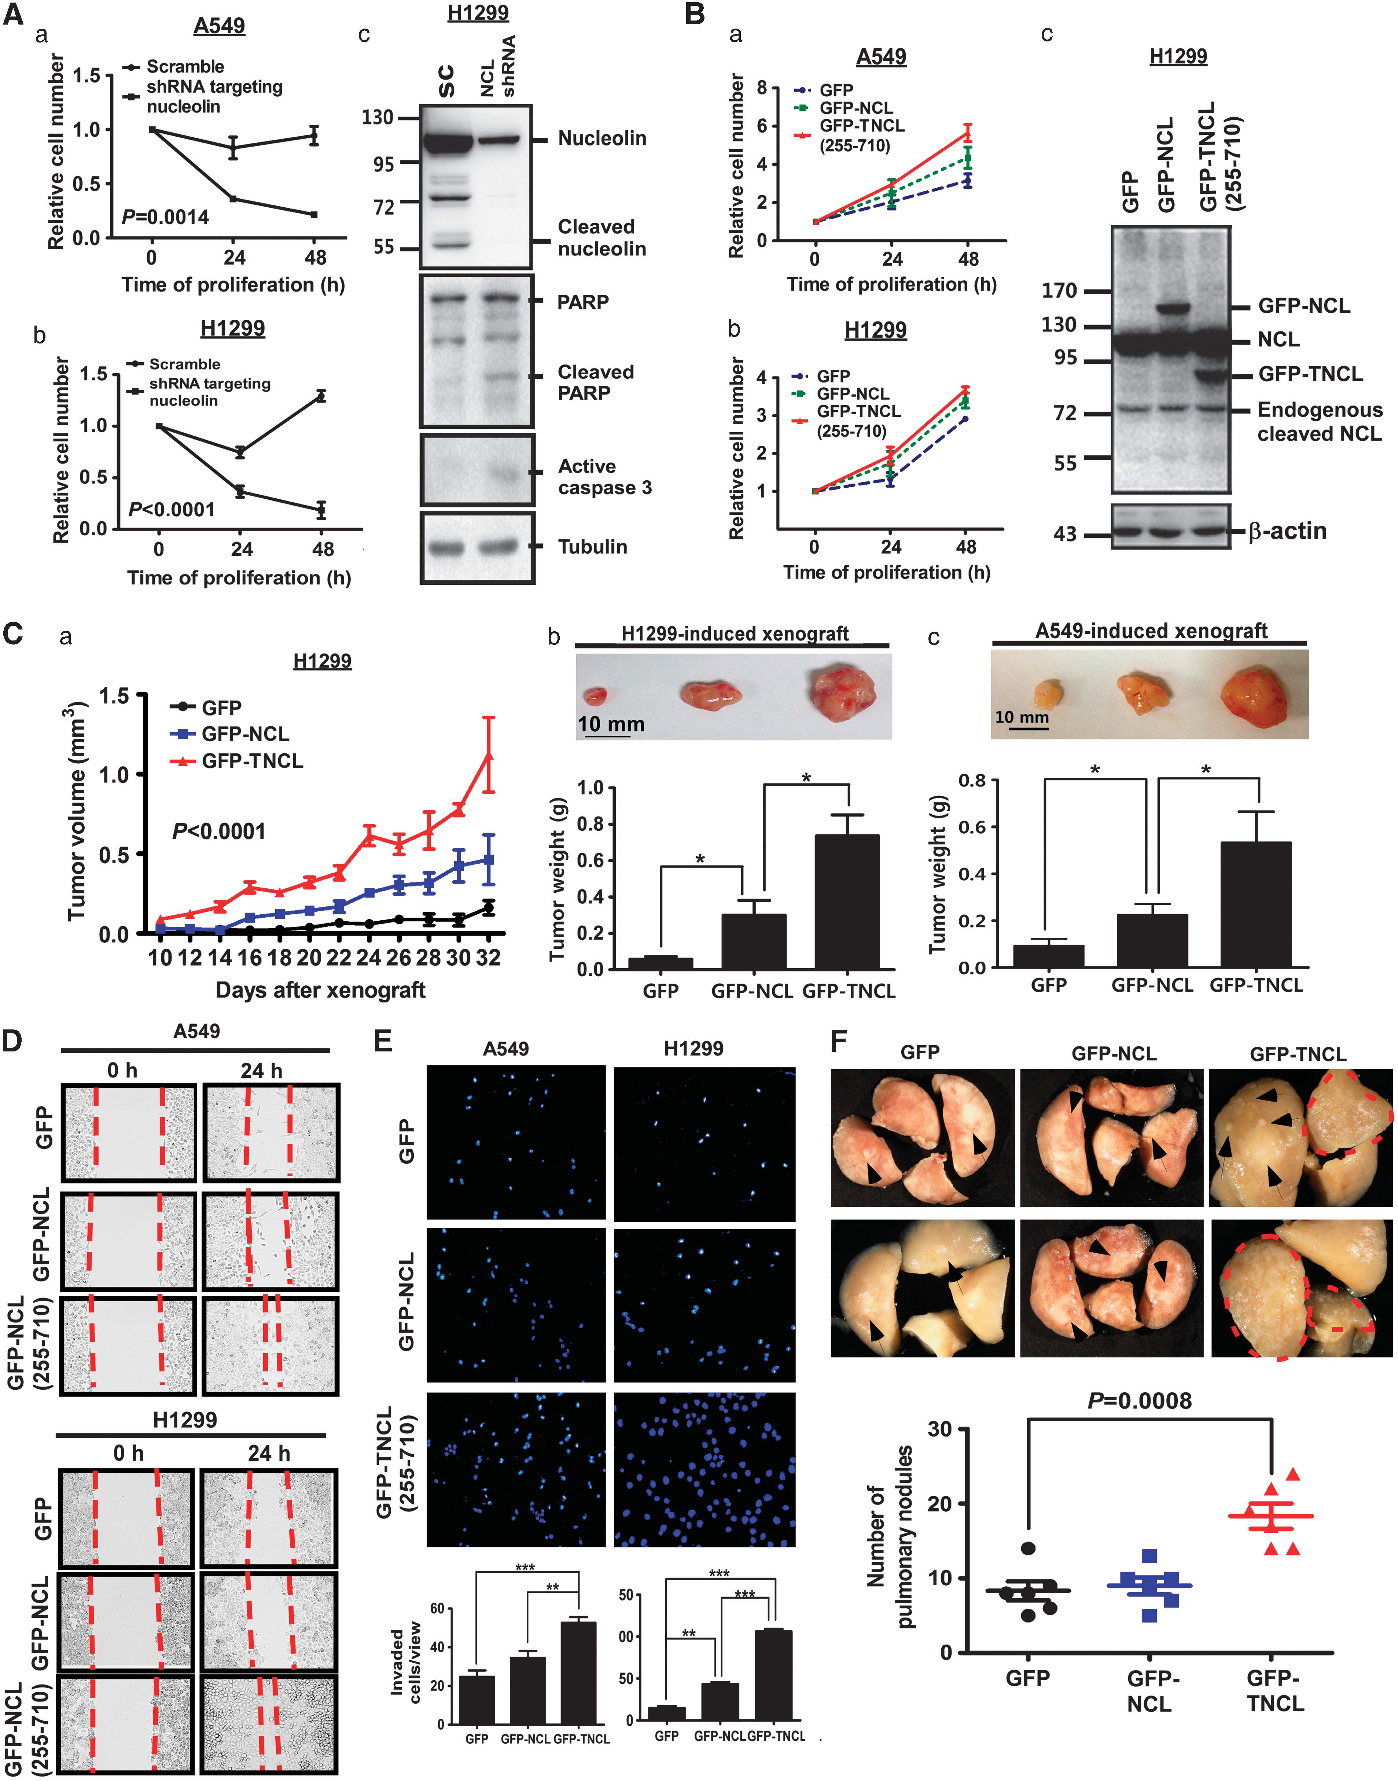 A
a
A549
Scramble
shRNA targeting
nucleolin
Relative cell number
1.5
1.0
0.5
0.0
P=0.0014
0
24
48
Time of proliferation (h)
b
H1299
Scramble
shRNA targeting
nucleolin
Relative cell number
1.5
1.0
0.5
0.0
P<0.0001
0
24
48
Time of proliferation (h)
c
H1299
SC
NCL
shRNA
130
95
72
55
Nucleolin
Cleaved
nucleolin
PARP
Cleaved
PARP
Active
caspase 3
Tubulin
B
a
A549
GFP
GFP-NCL
GFP-TNCL
(255-710)
Relative cell number
8
6
4
2
0
0
24
48
Time of proliferation (h)
b
H1299
GFP
GFP-NCL
GFP-TNCL
(255-710)
Relative cell number
4
3
2
1
0
24
48
Time of proliferation (h)
c
H1299
GFP
GFP-NCL
GFP-TNCL
(255-710)
170
130
95
72
55
43
GFP-NCL
NCL
GFP-TNCL
Endogenous
cleaved NCL
β-actin
C
a
H1299
GFP
GFP-NCL
GFP-TNCL
P<0.0001
Tumor volume (mm3)
1.5
1.0
0.5
0.0
10 12 14 16 18 20 22 24 26 28 30 32
Days after xenograft
b
H1299-induced xenograft
10 mm
Tumor weight (g)
1.0
0.8
0.6
0.4
0.2
0.0
*
*
GFP
GFP-NCL
GFP-TNCL
c
A549-induced xenograft
10 mm
Tumor weight (g)
0.8
0.6
0.4
0.2
0.0
*
*
GFP
GFP-NCL
GFP-TNCL
D
A549
0 h
24 h
GFP
GFP-NCL
GFP-NCL
(255-710)
H1299
0 h
24 h
GFP
GFP-NCL
GFP-NCL
(255-710)
E
A549
H1299
GFP
GFP-NCL
GFP-TNCL
(255-710)
Invaded
cells/view
60
40
20
0
***
**
GFP
GFP-NCL
GFP-TNCL
50
00
50
0
***
***
**
GFP
GFP-NCL
GFP-TNCL
F
GFP
GFP-NCL
GFP-TNCL
P=0.0008
Number of
pulmonary nodules
30
20
10
0
GFP
GFP-
NCL
GFP-
TNCL